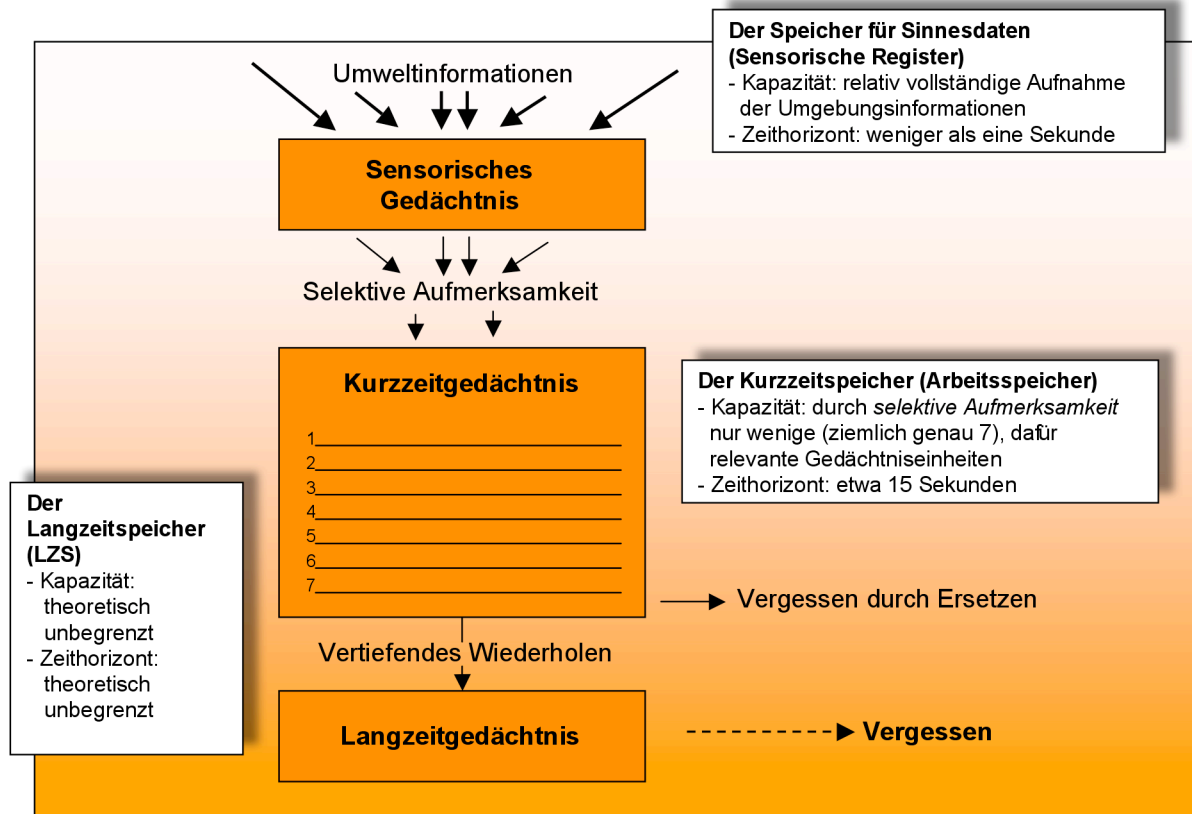 Der Speicher für Sinnesdaten
(Sensorische Register)
- Kapazität: relativ vollständige Aufnahme
der Umgebungsinformationen
- Zeithorizont: weniger als eine Sekunde
Umweltinformationen
Sensorisches
Gedächtnis
Selektive Aufmerksamkeit
Kurzzeitgedächtnis
1
2
3
4
5
6
7
Der Kurzzeitspeicher (Arbeitsspeicher)
- Kapazität: durch selektive Aufmerksamkeit
nur wenige (ziemlich genau 7), dafür
relevante Gedächtniseinheiten
- Zeithorizont: etwa 15 Sekunden
Der
Langzeitspeicher
(LZS)
- Kapazität:
theoretisch
unbegrenzt
- Zeithorizont:
theoretisch
unbegrenzt
Vergessen durch Ersetzen
Vertiefendes Wiederholen
Langzeitgedächtnis
Vergessen